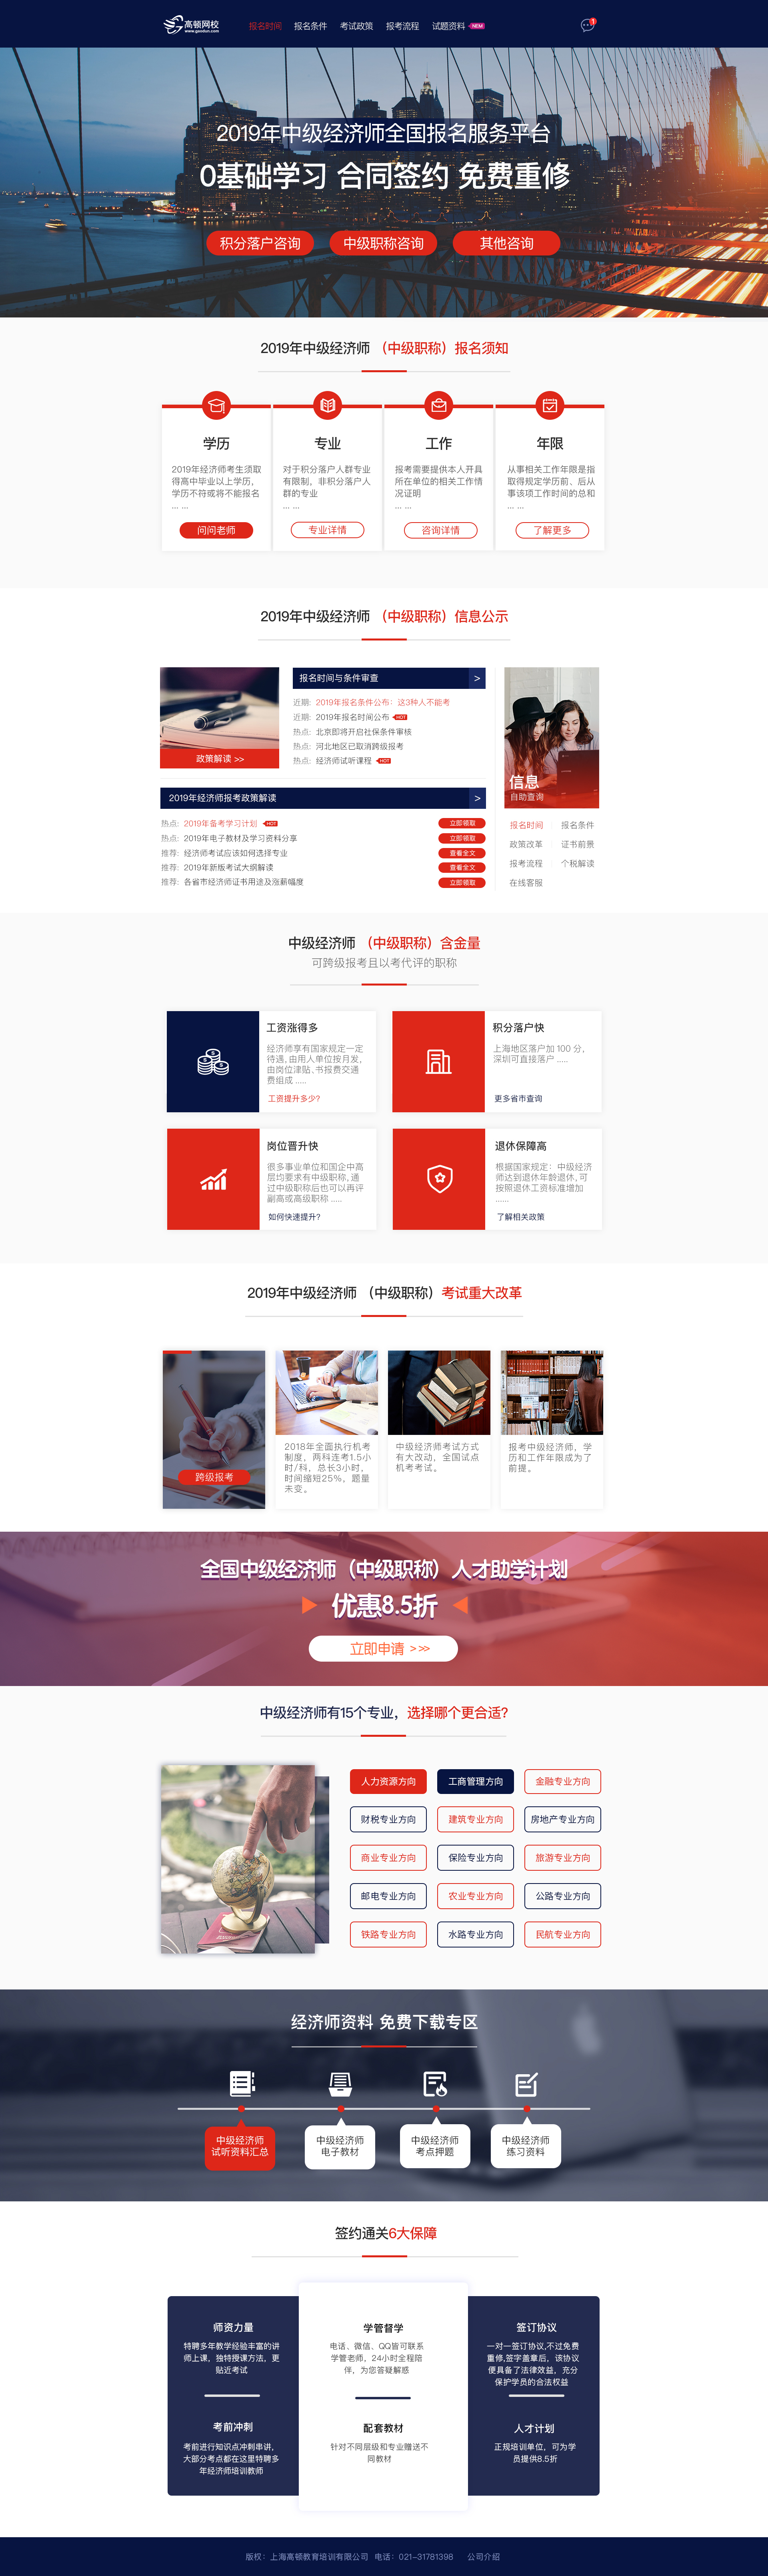 高顿网校
www.gaodun.com
报名时间 报名条件 考试政策 报考流程 试题资料 NEW
1
2019年中级经济师全国报名服务平台
0基础学习 合同签约 免费重修
积分落户咨询 中级职称咨询 其他咨询
2019年中级经济师 （中级职称）报名须知
学历
2019年经济师考生须取
得高中毕业以上学历，
学历不符或将不能报名
... ...
问问老师
专业
对于积分落户人群专业
有限制，非积分落户人
群的专业
... ...
专业详情
工作
报考需要提供本人开具
所在单位的相关工作情
况证明
... ...
咨询详情
年限
从事相关工作年限是指
取得规定学历前、后从
事该项工作时间的总和
... ...
了解更多
2019年中级经济师 （中级职称）信息公示
政策解读 >>
报名时间与条件审查 >
近期: 2019年报名条件公布：这3种人不能考
近期: 2019年报名时间公布 HOT
热点: 北京即将开启社保条件审核
热点: 河北地区已取消跨级报考
热点: 经济师试听课程 HOT
2019年经济师报考政策解读 >
热点: 2019年备考学习计划 HOT 立即领取
热点: 2019年电子教材及学习资料分享 立即领取
推荐: 经济师考试应该如何选择专业 查看全文
推荐: 2019年新版考试大纲解读 查看全文
推荐: 各省市经济师证书用途及涨薪幅度 立即领取
信息
自助查询
报名时间 报名条件
政策改革 证书前景
报考流程 个税解读
在线客服
中级经济师 （中级职称）含金量
可跨级报考且以考代评的职称
工资涨得多
经济师享有国家规定一定
待遇，由用人单位按月发，
由岗位津贴、书报费交通
费组成 .....
工资提升多少?
积分落户快
上海地区落户加 100 分，
深圳可直接落户 .....
更多省市查询
岗位晋升快
很多事业单位和国企中高
层均要求有中级职称，通
过中级职称后也可以再评
副高或高级职称 .....
如何快速提升?
退休保障高
根据国家规定：中级经济
师达到退休年龄退休，可
按照退休工资标准增加
......
了解相关政策
2019年中级经济师 （中级职称）考试重大改革
跨级报考
2018年全面执行机考
制度，两科连考1.5小
时/科，总长3小时，
时间缩短25%，题量
未变。
中级经济师考试方式
有大改动，全国试点
机考考试。
报考中级经济师，学
历和工作年限成为了
前提。
全国中级经济师（中级职称）人才助学计划
优惠8.5折
立即申请 >>>
中级经济师有15个专业，选择哪个更合适?
人力资源方向 工商管理方向 金融专业方向
财税专业方向 建筑专业方向 房地产专业方向
商业专业方向 保险专业方向 旅游专业方向
邮电专业方向 农业专业方向 公路专业方向
铁路专业方向 水路专业方向 民航专业方向
经济师资料 免费下载专区
中级经济师
试听资料汇总
中级经济师
电子教材
中级经济师
考点押题
中级经济师
练习资料
签约通关6大保障
师资力量
特聘多年教学经验丰富的讲
师上课，独特授课方法，更
贴近考试
考前冲刺
考前进行知识点冲刺串讲，
大部分考点都在这里特聘多
年经济师培训教师
学管督学
电话、微信、QQ皆可联系
学管老师，24小时全程陪
伴，为您答疑解惑
配套教材
针对不同层级和专业赠送不
同教材
签订协议
一对一签订协议,不过免费
重修,签字盖章后，该协议
便具备了法律效益，充分
保护学员的合法权益
人才计划
正规培训单位，可为学
员提供8.5折
版权：上海高顿教育培训有限公司 电话：021-31781398 公司介绍